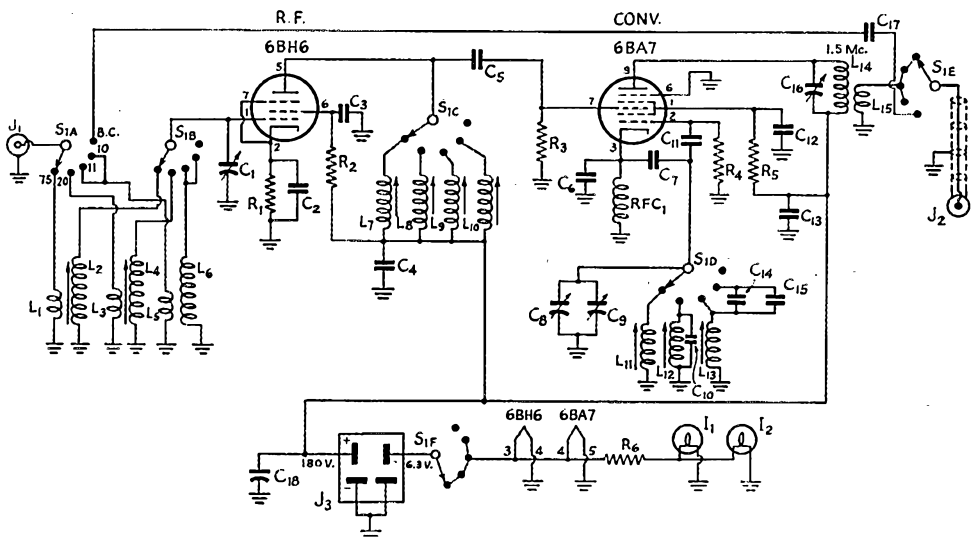 R.F. CONV.
6BH6 6BA7
C17
1.5 Mc.
L14
S1E
C16
L15
J1
S1A
B.C.
10
11
75
20
S1B
C1
5
7
1
6
2
C3
R1
C2
R2
C5
S1C
L7
L8
L9
L10
C4
R3
9
7
6
1
2
3
C11
C12
C6
C7
R4
R5
RFC1
C13
J2
L1
L2
L3
L4
L5
L6
S1D
C14
C15
C8
C9
L11
L12
C10
L13
6BH6 6BA7
I1
I2
180V.
+
-
-
6.3V.
S1F
3 4
4 5
R6
C18
J3